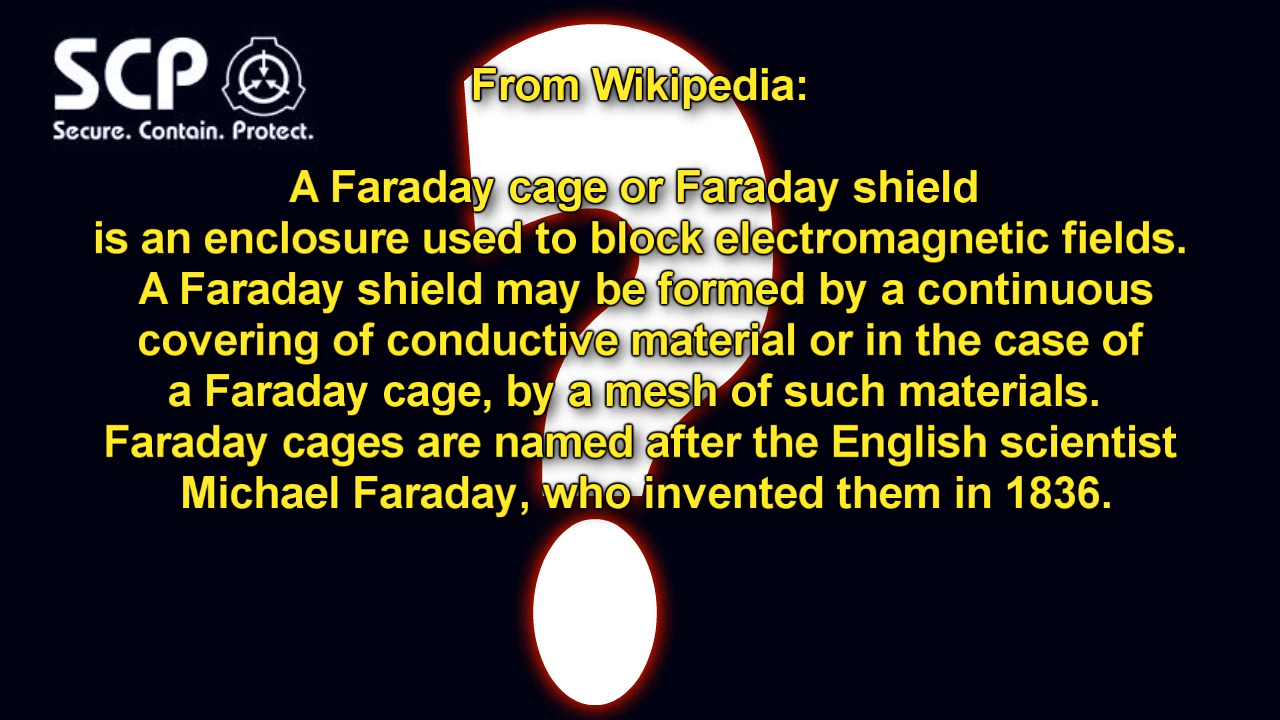 SCP
Secure. Contain. Protect.
From Wikipedia:
A Faraday cage or Faraday shield
is an enclosure used to block electromagnetic fields.
A Faraday shield may be formed by a continuous
covering of conductive material or in the case of
a Faraday cage, by a mesh of such materials.
Faraday cages are named after the English scientist
Michael Faraday, who invented them in 1836.